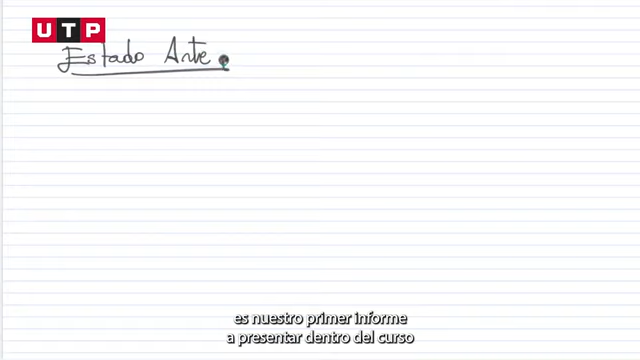 UTP
Estado Arte.
es nuestro primer informe
a presentar dentro del curso